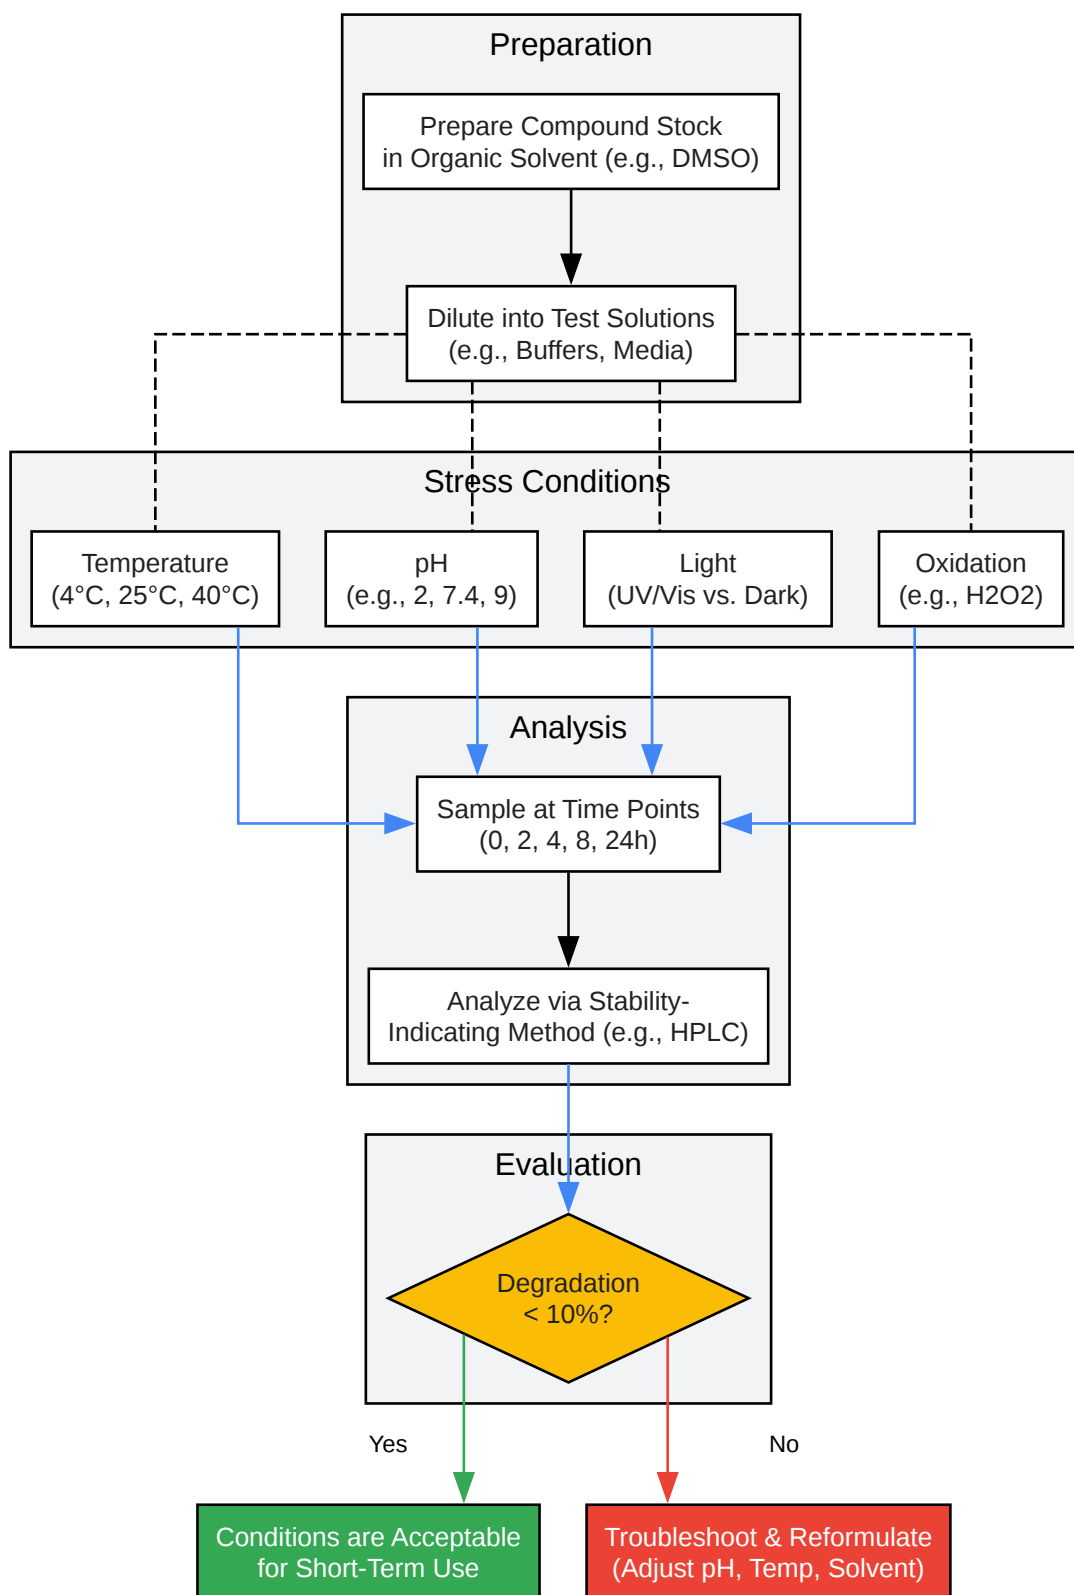 Preparation
Prepare Compound Stock
in Organic Solvent (e.g., DMSO)
Dilute into Test Solutions
(e.g., Buffers, Media)
Stress Conditions
Temperature
(4°C, 25°C, 40°C)
pH
(e.g., 2, 7.4, 9)
Light
(UV/Vis vs. Dark)
Oxidation
(e.g., H2O2)
Analysis
Sample at Time Points
(0, 2, 4, 8, 24h)
Analyze via Stability-
Indicating Method (e.g., HPLC)
Evaluation
Degradation
< 10%?
Yes
No
Conditions are Acceptable
for Short-Term Use
Troubleshoot & Reformulate
(Adjust pH, Temp, Solvent)